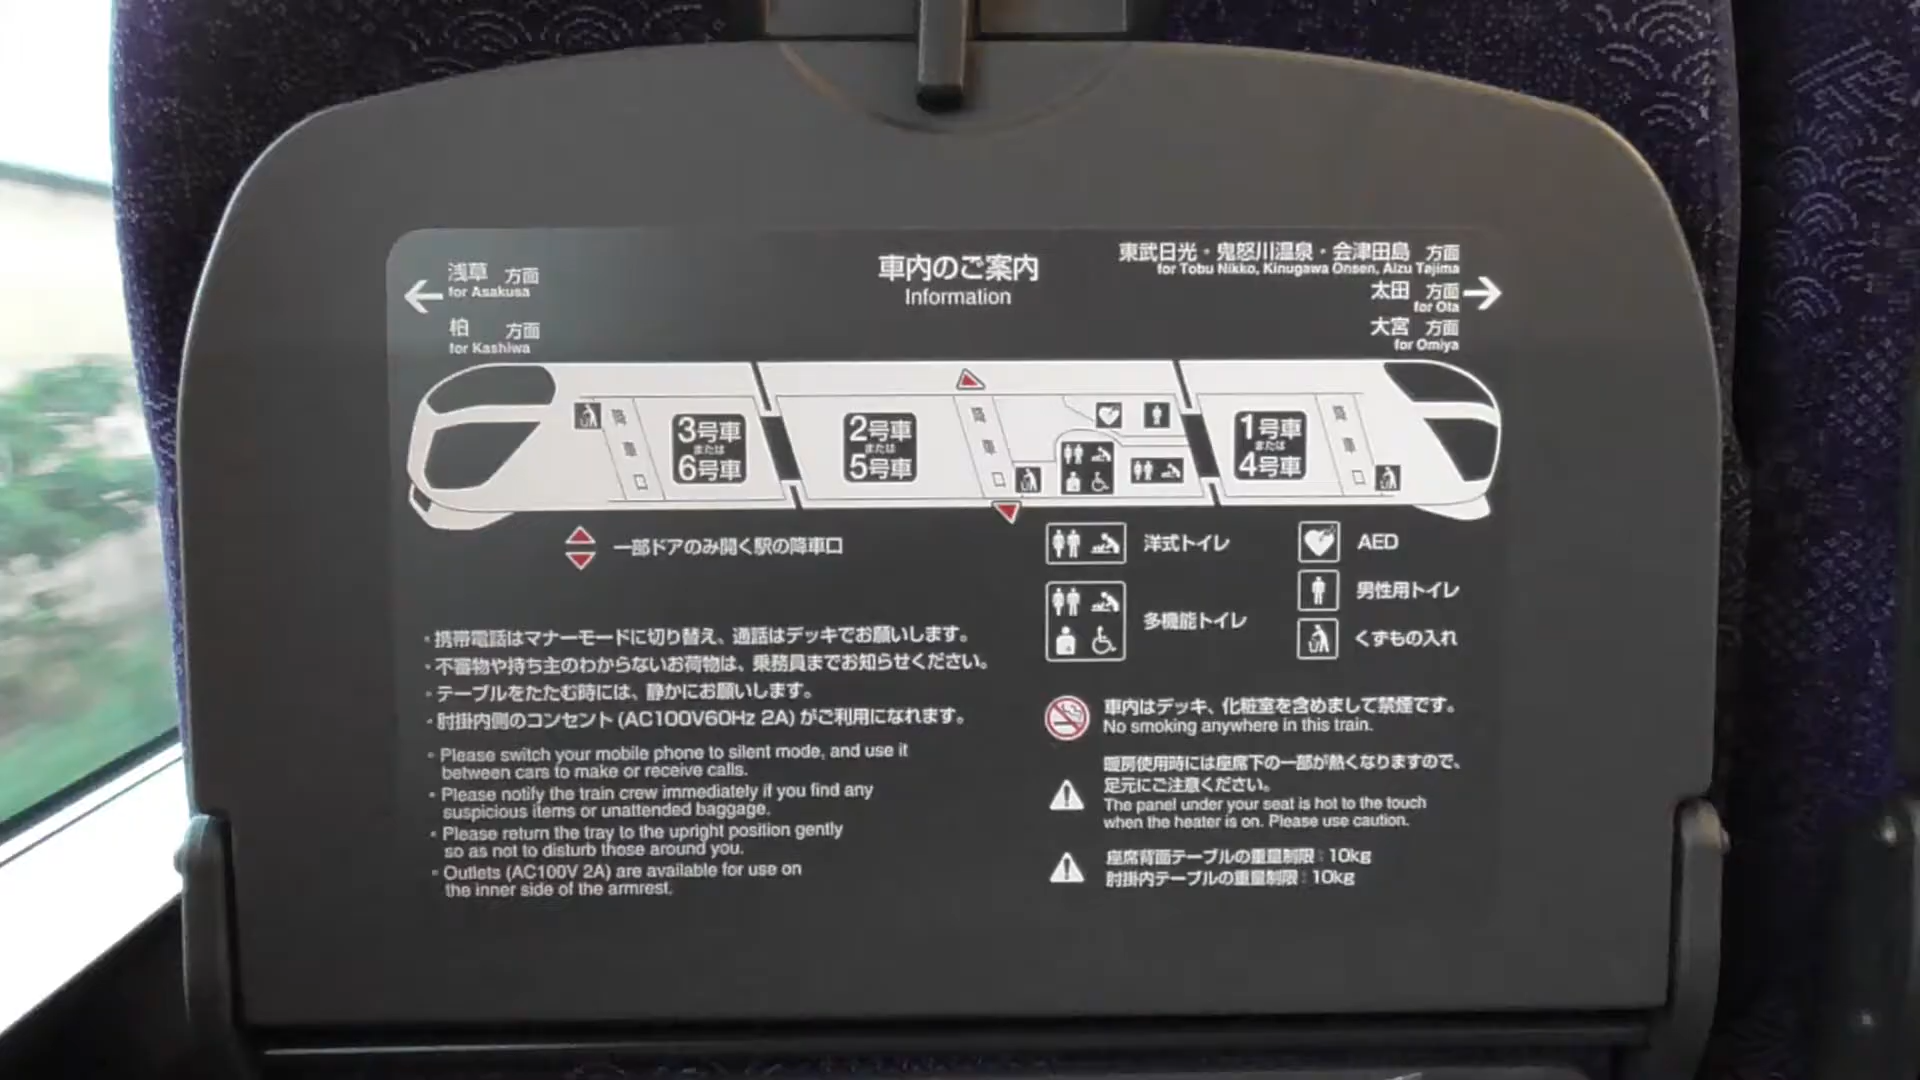 車内のご案内
Information
浅草 方面
for Asakusa
柏 方面
for Kashiwa
東武日光・鬼怒川温泉・会津田島 方面
for Tobu Nikko, Kinugawa Onsen, Aizu Tajima
太田 方面
for Ota
大宮 方面
for Omiya
降車口
3号車
または
6号車
2号車
または
5号車
降車口
1号車
または
4号車
降車口
一部ドアのみ開く駅の降車口
洋式トイレ
多機能トイレ
AED
男性用トイレ
くずもの入れ
・携帯電話はマナーモードに切り替え、通話はデッキでお願いします。
・不審物や持ち主のわからないお荷物は、乗務員までお知らせください。
・テーブルをたたむ時には、静かにお願いします。
・肘掛内側のコンセント(AC100V60Hz 2A)がご利用になれます。
・Please switch your mobile phone to silent mode, and use it
between cars to make or receive calls.
・Please notify the train crew immediately if you find any
suspicious items or unattended baggage.
・Please return the tray to the upright position gently
so as not to disturb those around you.
・Outlets (AC100V 2A) are available for use on
the inner side of the armrest.
車内はデッキ、化粧室を含めまして禁煙です。
No smoking anywhere in this train.
暖房使用時には座席下の一部が熱くなりますので、
足元にご注意ください。
The panel under your seat is hot to the touch
when the heater is on. Please use caution.
座席背面テーブルの重量制限：10kg
肘掛内テーブルの重量制限：10kg